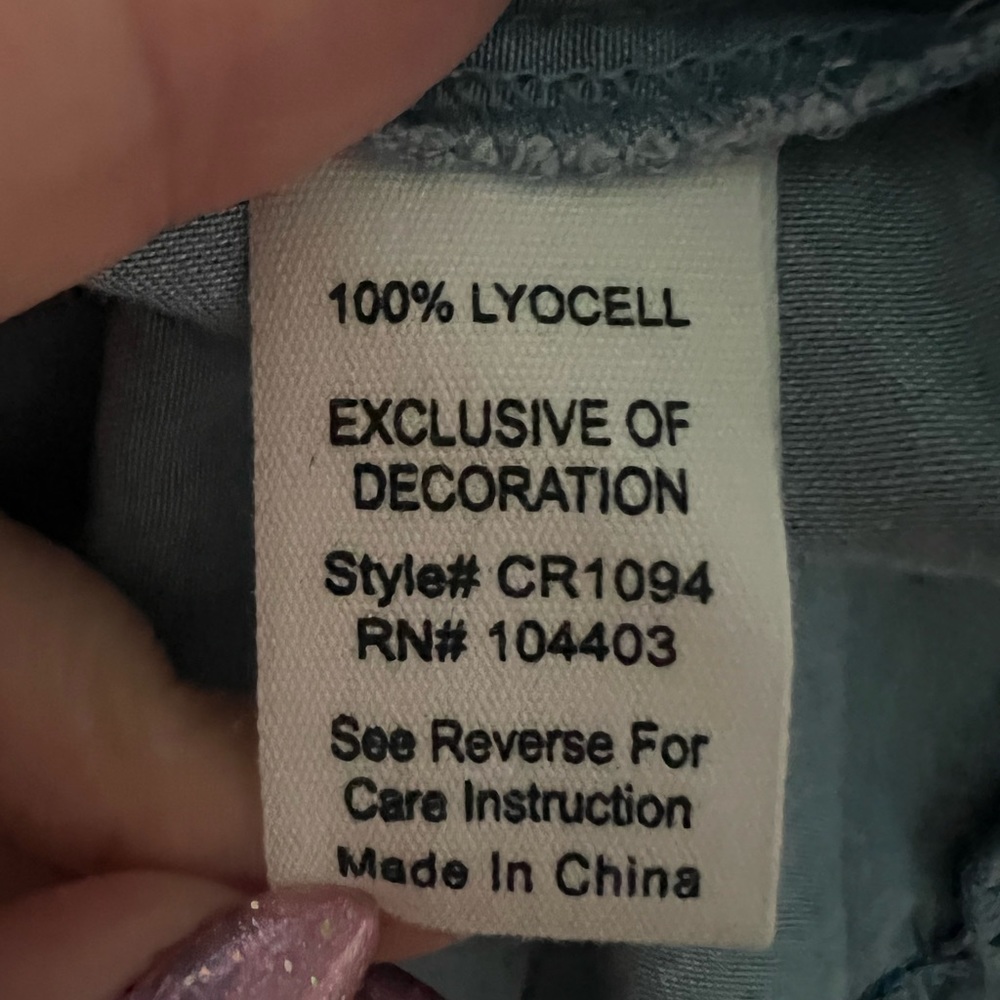 100% LYOCELL
EXCLUSIVE OF
DECORATION
Style# CR1094
RN# 104403
See Reverse For
Care Instruction
Made In China